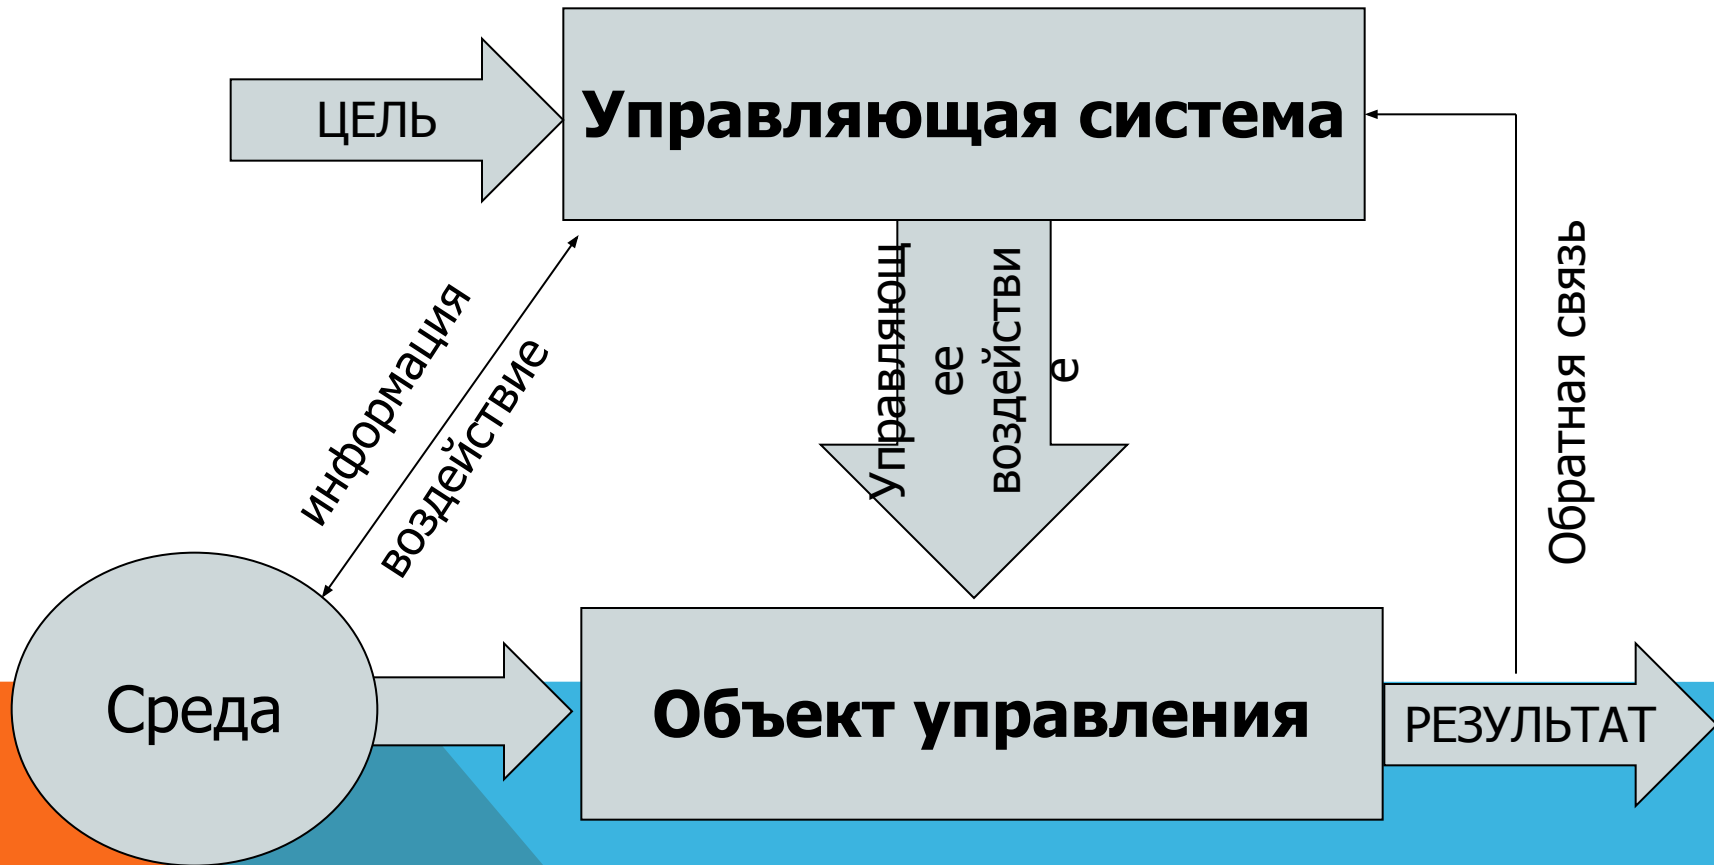 ЦЕЛЬ
Управляющая система
информация
воздействие
Управляющ
ее
воздействи
е
Обратная связь
Среда
Объект управления
РЕЗУЛЬТАТ